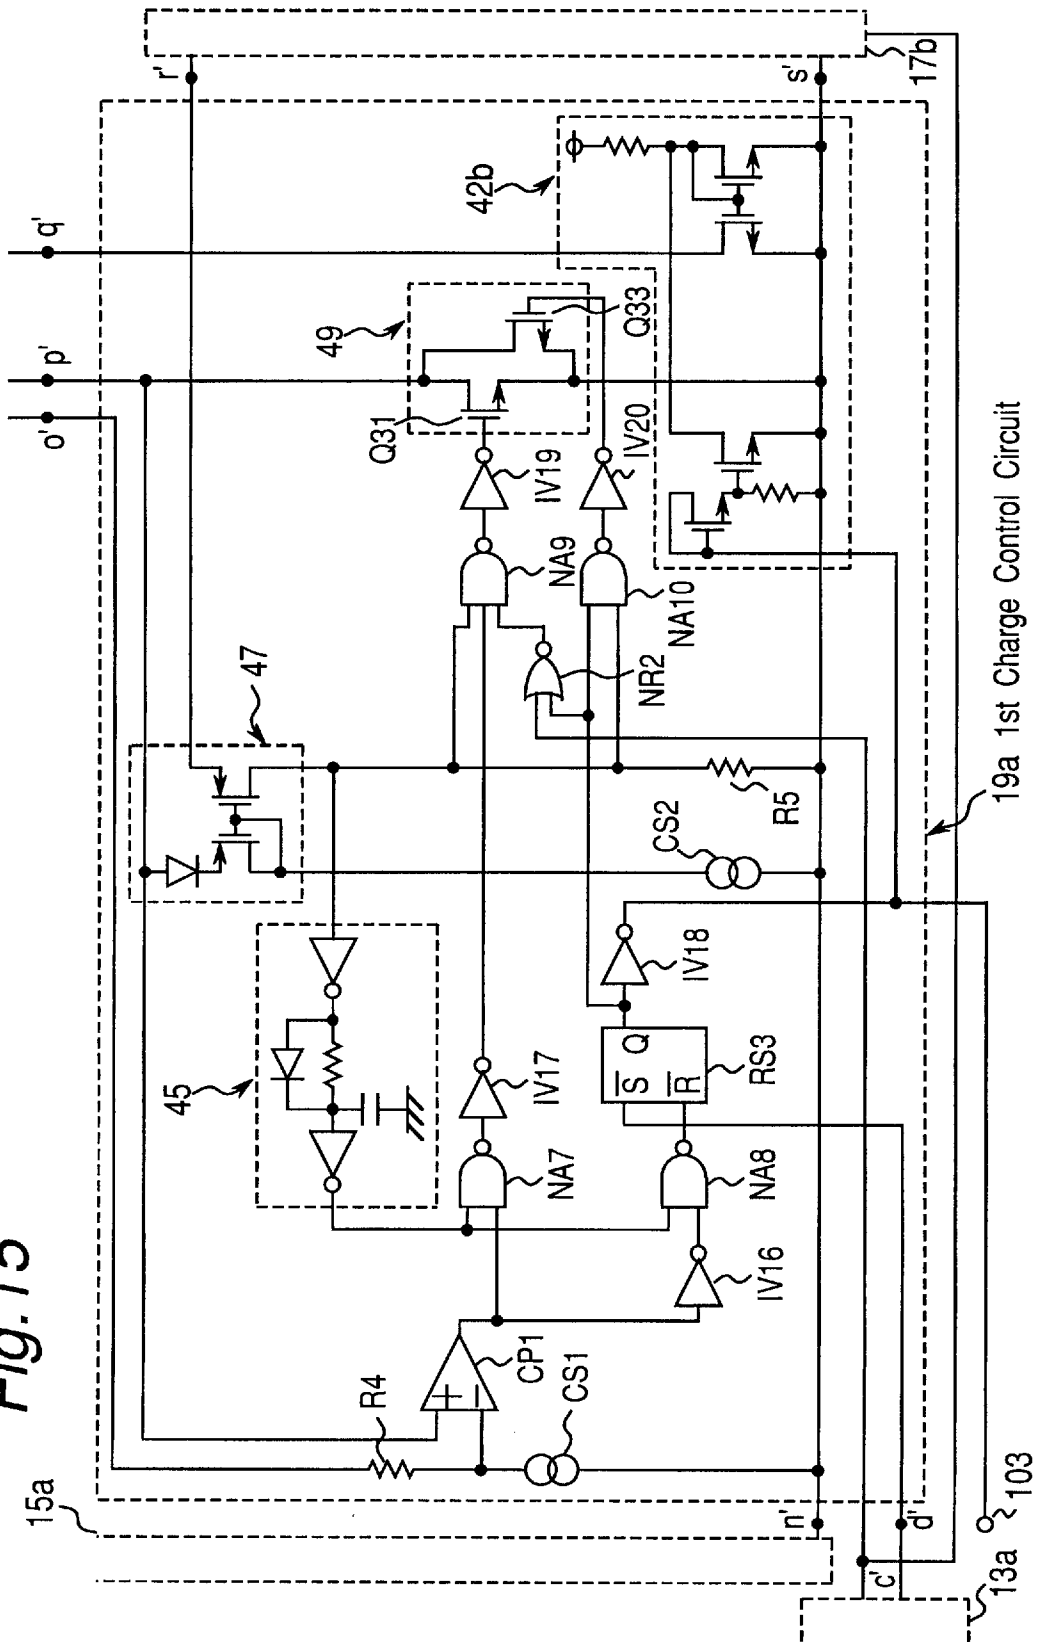 Fig.15
15a
o'
p'
q'
r'
s'
17b
42b
49
Q31
Q33
47
45
IV19
IV20
NA9
NA10
NR2
R5
CS2
IV17
IV18
NA7
NA8
S
R
Q
RS3
R4
CP1
+
−
CS1
IV16
n'
d'
c'
103
13a
19a 1st Charge Control Circuit